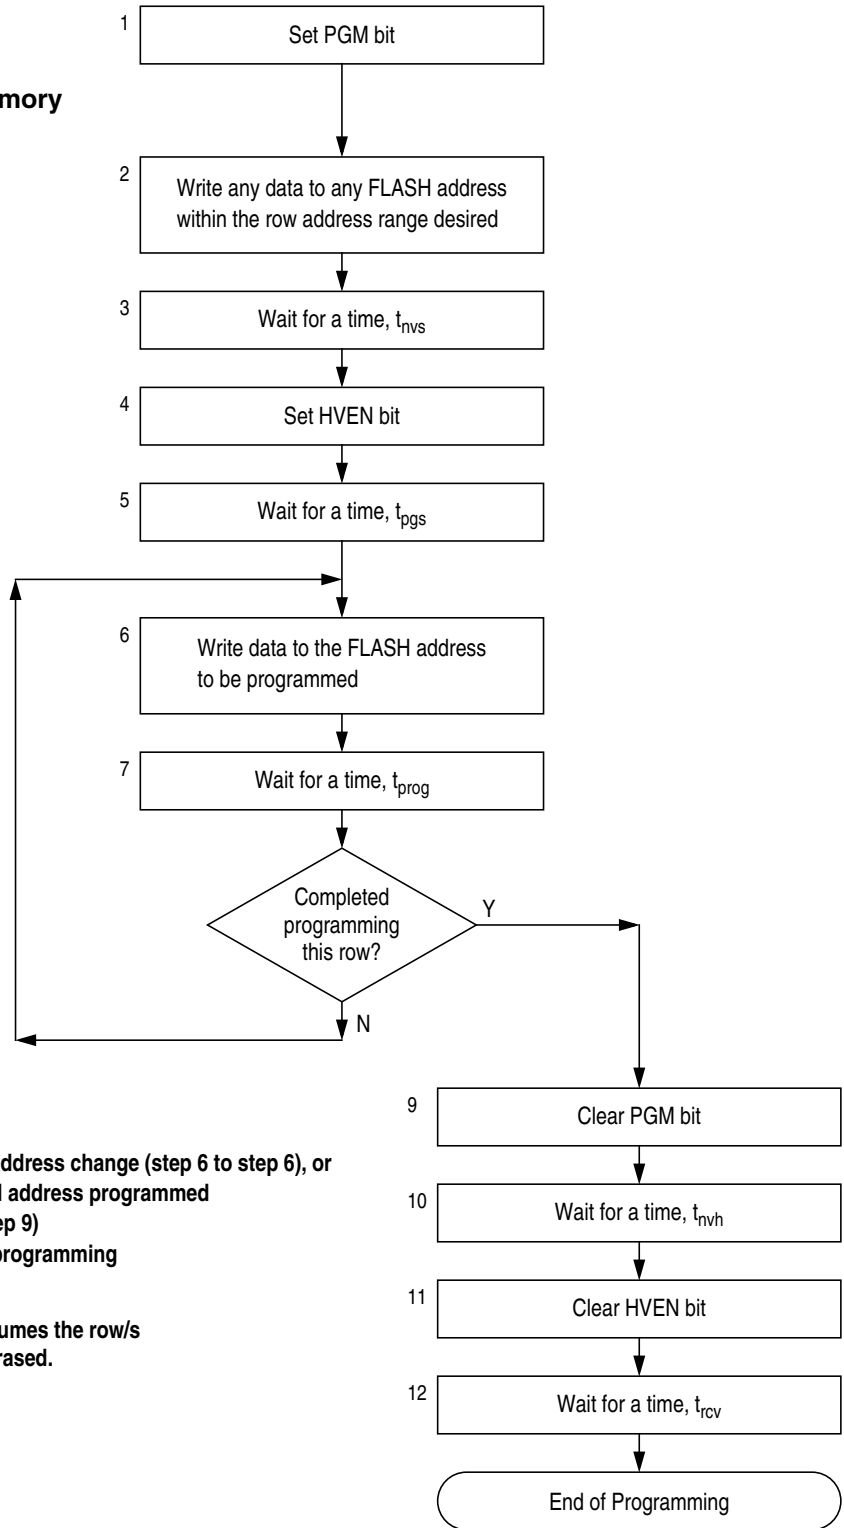 1
Set PGM bit
mory
2
Write any data to any FLASH address
within the row address range desired
3
Wait for a time, tnvs
4
Set HVEN bit
5
Wait for a time, tpgs
6
Write data to the FLASH address
to be programmed
7
Wait for a time, tprog
Completed
programming
this row?
Y
N
9
Clear PGM bit
ddress change (step 6 to step 6), or
address programmed
ep 9)
programming
10
Wait for a time, tnvh
11
Clear HVEN bit
umes the row/s
rased.
12
Wait for a time, trcv
End of Programming